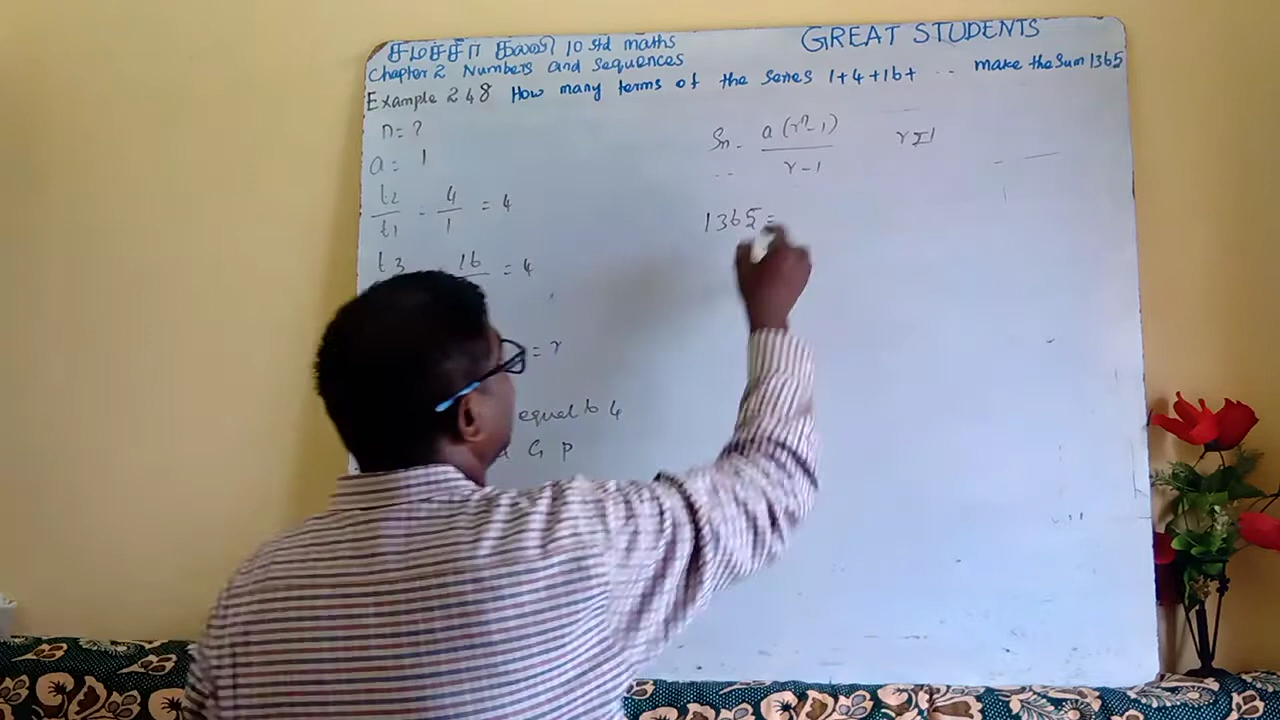 சமச்சீர் கல்வி 10 std maths
GREAT STUDENTS
Chapter 2 Numbers and Sequences
Example 2.48 How many terms of the series 1+4+16+ ... make the sum 1365
n = ?
a = 1
t2/t1 = 4/1 = 4
t3 16 = 4
= r
equal to 4
G P
Sn = a(rⁿ-1)/r-1 r≠1
1365 =